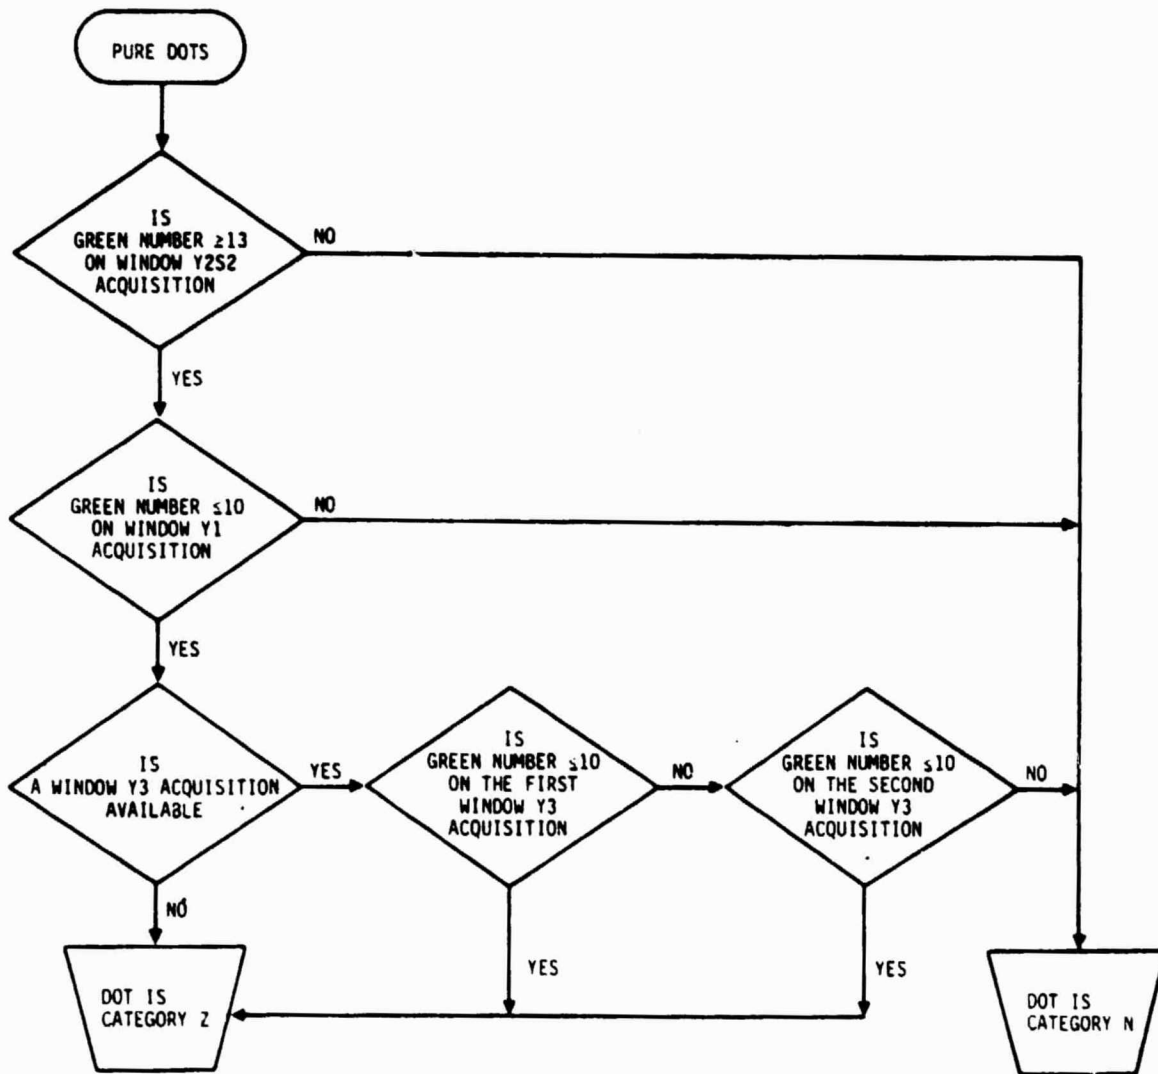 PURE DOTS
IS
GREEN NUMBER ≥13
ON WINDOW Y2S2
ACQUISITION
NO
YES
IS
GREEN NUMBER ≤10
ON WINDOW Y1
ACQUISITION
NO
YES
IS
A WINDOW Y3 ACQUISITION
AVAILABLE
YES
IS
GREEN NUMBER ≤10
ON THE FIRST
WINDOW Y3
ACQUISITION
NO
IS
GREEN NUMBER ≤10
ON THE SECOND
WINDOW Y3
ACQUISITION
NO
NO
YES
YES
DOT IS
CATEGORY Z
DOT IS
CATEGORY N